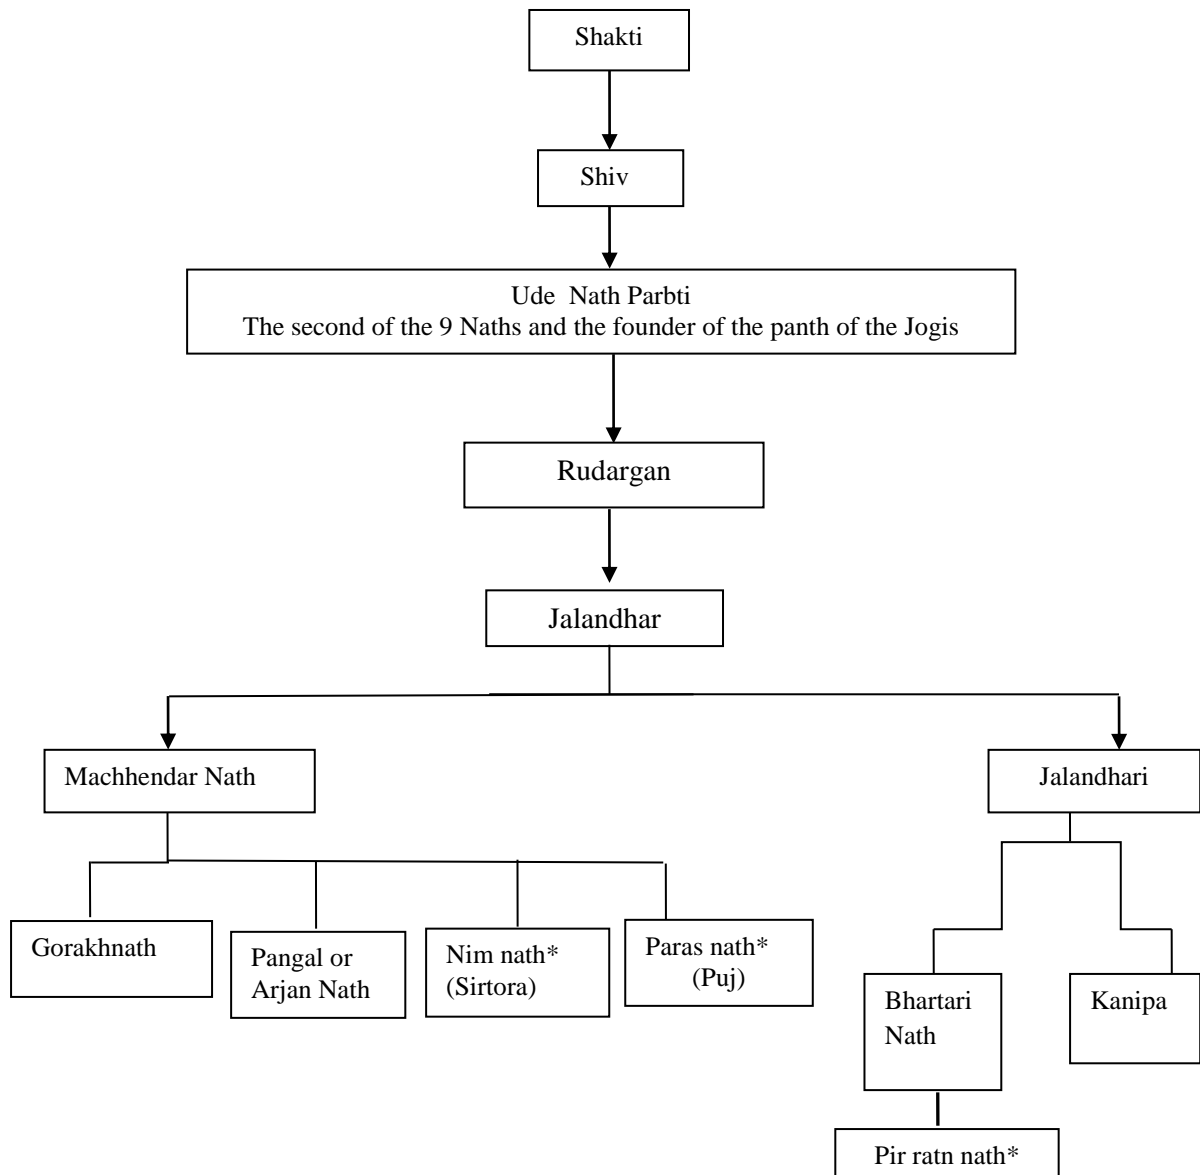 Shakti
Shiv
Ude Nath Parbti
The second of the 9 Naths and the founder of the panth of the Jogis
Rudargan
Jalandhar
Machhendar Nath
Jalandhari
Gorakhnath
Pangal or
Arjan Nath
Nim nath*
(Sirtora)
Paras nath*
(Puj)
Bhartari
Nath
Kanipa
Pir ratn nath*